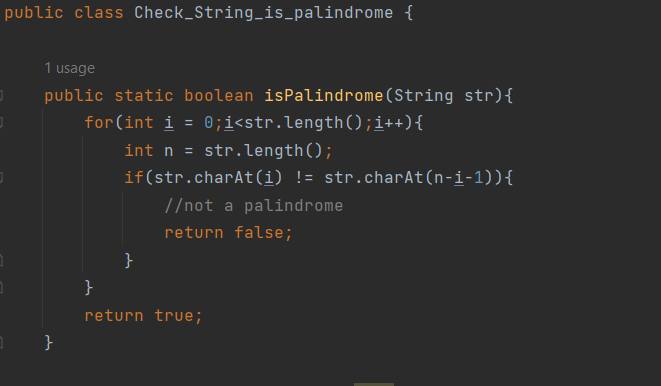 public class Check_String_is_palindrome {
1 usage
public static boolean isPalindrome(String str){
for(int i = 0;i<str.length();i++){
int n = str.length();
if(str.charAt(i) != str.charAt(n-i-1)){
//not a palindrome
return false;
}
}
return true;
}